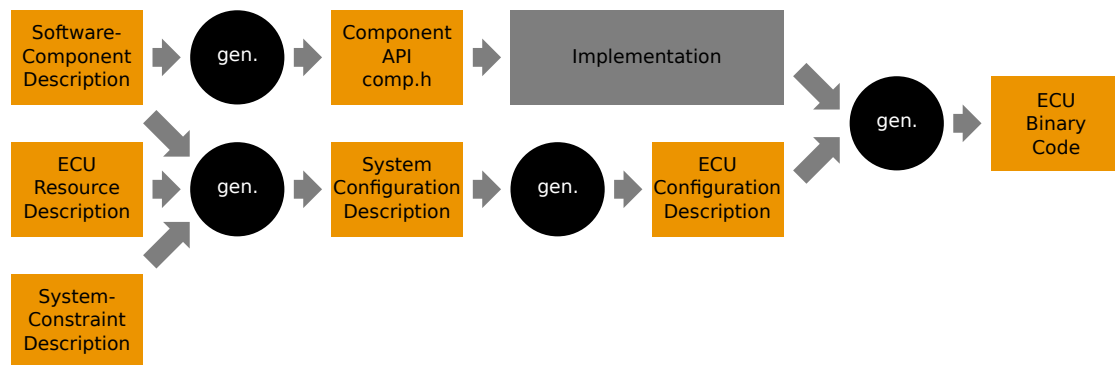 Software-
Component
Description
gen.
Component
API
comp.h
Implementation
gen.
ECU
Binary
Code
ECU
Resource
Description
gen.
System
Configuration
Description
gen.
ECU
Configuration
Description
System-
Constraint
Description